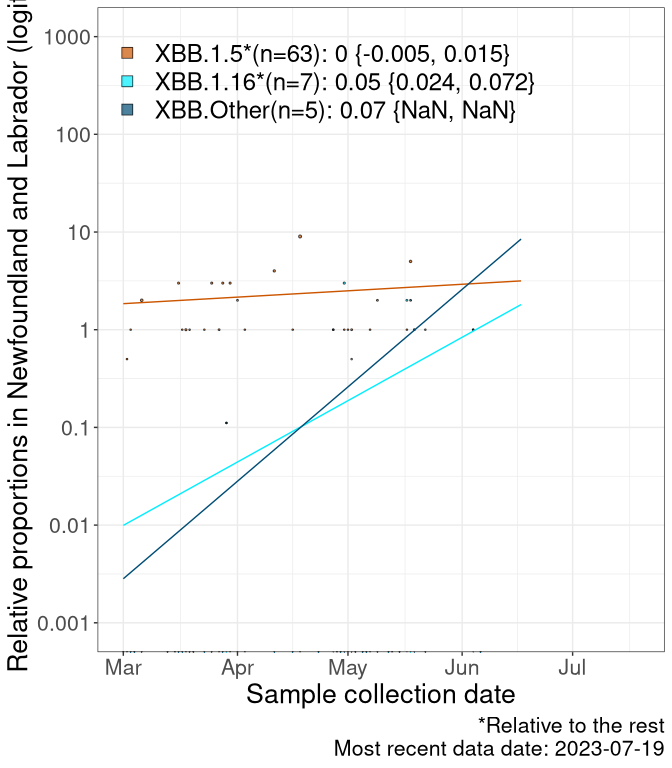 Relative proportions in Newfoundland and Labrador (logit
1000
100
10
1
0.1
0.01
0.001
XBB.1.5*(n=63): 0 {-0.005, 0.015}
XBB.1.16*(n=7): 0.05 {0.024, 0.072}
XBB.Other(n=5): 0.07 {NaN, NaN}
Mar Apr May Jun Jul
Sample collection date
*Relative to the rest
Most recent data date: 2023-07-19